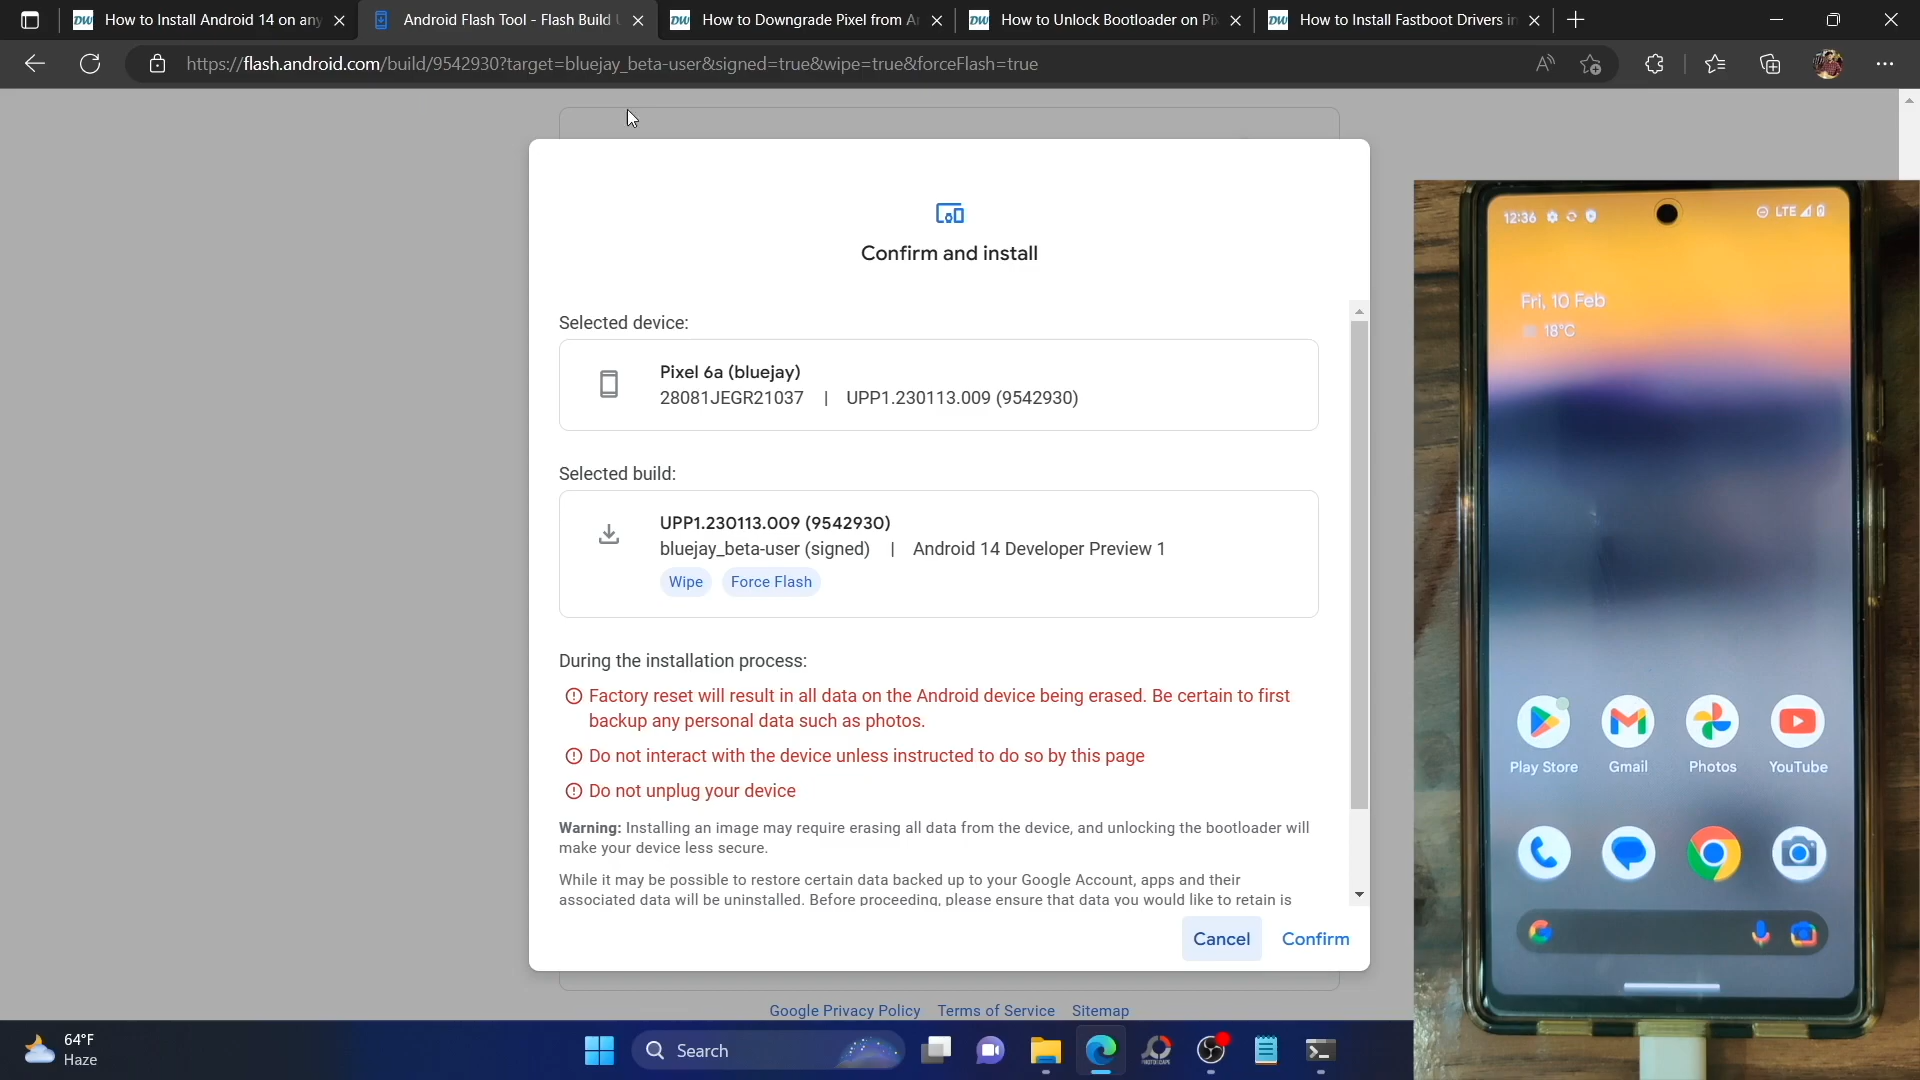 How to Install Android 14 on any
Android Flash Tool - Flash Build
How to Downgrade Pixel from A
How to Unlock Bootloader on Pi
How to Install Fastboot Drivers in
https://flash.android.com/build/9542930?target=bluejay_beta-user&signed=true&wipe=true&forceFlash=true
Confirm and install
Selected device:
Pixel 6a (bluejay)
28081JEGR21037 | UPP1.230113.009 (9542930)
Selected build:
UPP1.230113.009 (9542930)
bluejay_beta-user (signed) | Android 14 Developer Preview 1
Wipe Force Flash
During the installation process:
Factory reset will result in all data on the Android device being erased. Be certain to first
backup any personal data such as photos.
Do not interact with the device unless instructed to do so by this page
Do not unplug your device
Warning: Installing an image may require erasing all data from the device, and unlocking the bootloader will
make your device less secure.
While it may be possible to restore certain data backed up to your Google Account, apps and their
associated data will be uninstalled. Before proceeding, please ensure that data you would like to retain is
Cancel Confirm
Google Privacy Policy Terms of Service Sitemap
12:36 LTE
Fri, 10 Feb
18°C
Play Store Gmail Photos YouTube
64°F
Haze
Search